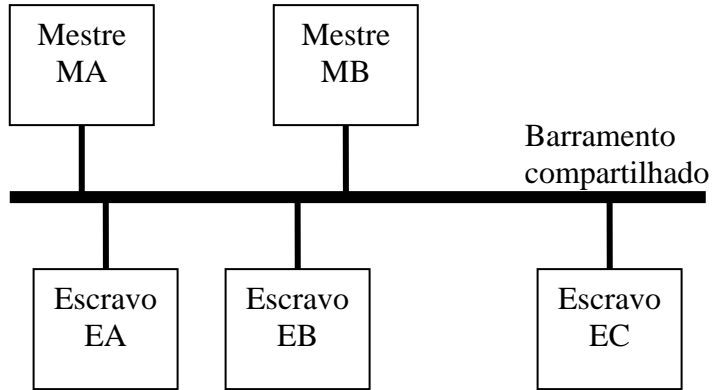 Mestre
MA
Mestre
MB
Barramento
compartilhado
Escravo
EA
Escravo
EB
Escravo
EC